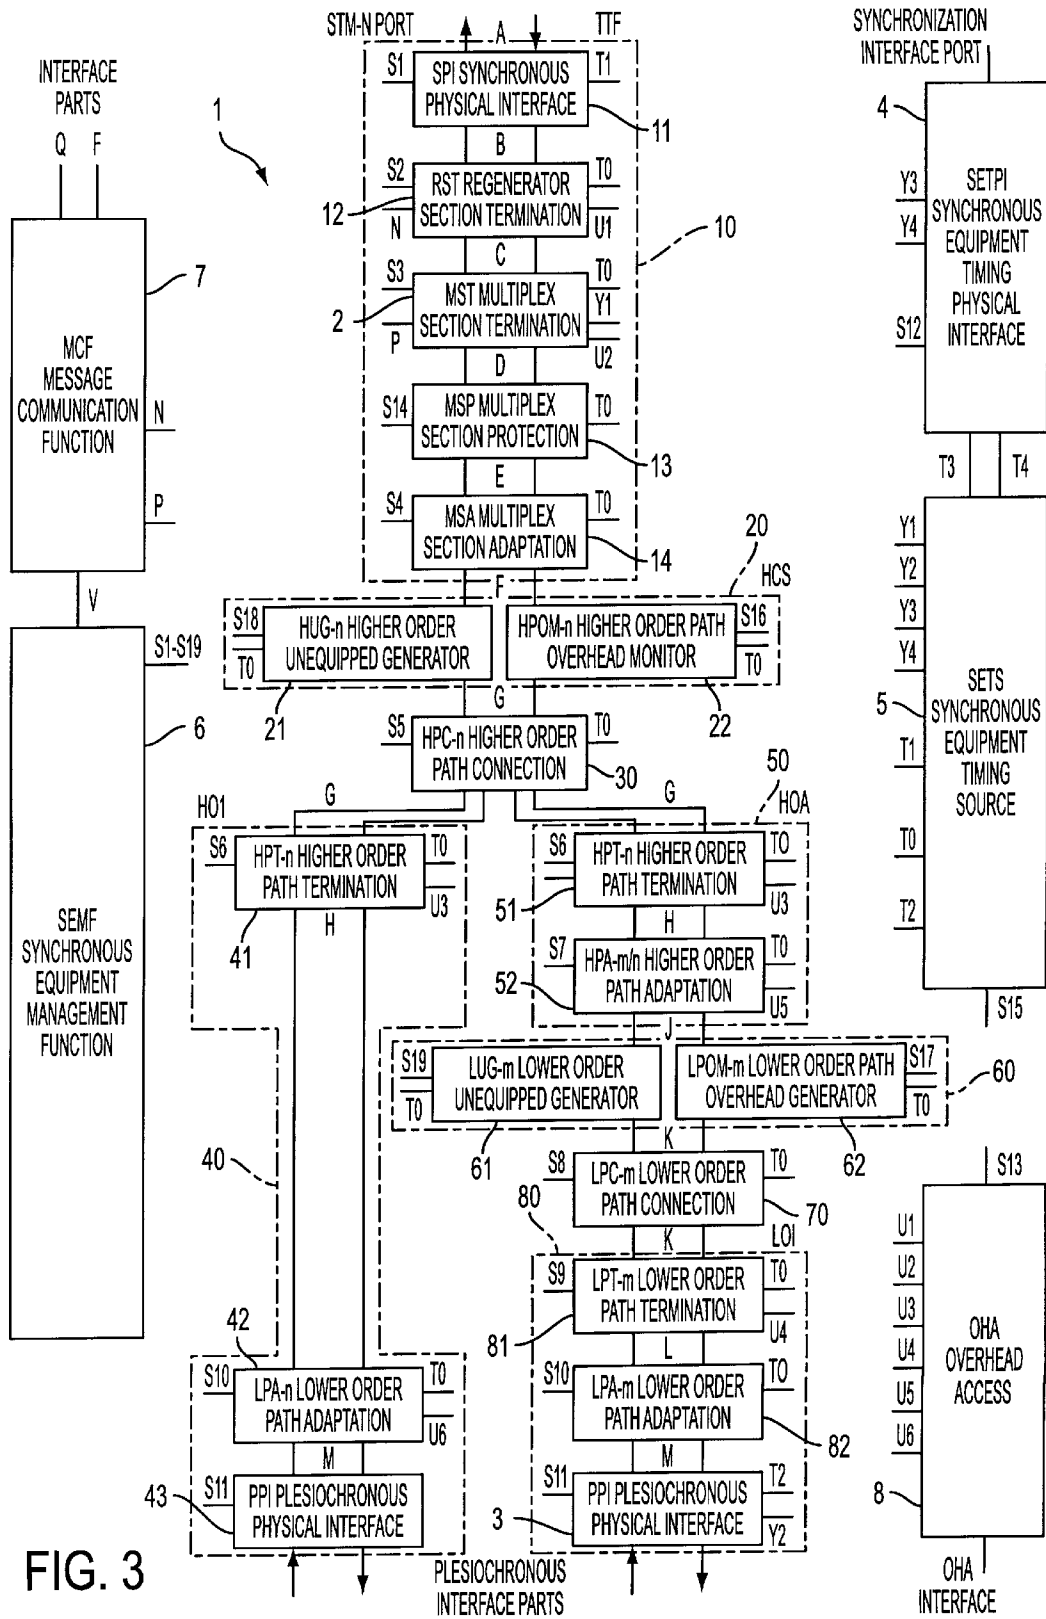 STM-N PORT
A
TTF
SYNCHRONIZATION
INTERFACE PORT
INTERFACE
PARTS
Q F
1
S1
SPI SYNCHRONOUS
PHYSICAL INTERFACE
T1
11
B
S2
RST REGENERATOR
SECTION TERMINATION
T0
12
N
U1
10
C
S3
MST MULTIPLEX
SECTION TERMINATION
T0
Y1
2
P
U2
D
S14
MSP MULTIPLEX
SECTION PROTECTION
T0
13
E
S4
MSA MULTIPLEX
SECTION ADAPTATION
T0
14
F
4
Y3
Y4
S12
SETPI
SYNCHRONOUS
EQUIPMENT
TIMING
PHYSICAL
INTERFACE
T3 T4
7
MCF
MESSAGE
COMMUNICATION
FUNCTION
N
P
V
20
HCS
S18
T0
HUG-n HIGHER ORDER
UNEQUIPPED GENERATOR
HPOM-n HIGHER ORDER PATH
OVERHEAD MONITOR
S16
T0
21
G
22
S1-S19
6
SEMF
SYNCHRONOUS
EQUIPMENT
MANAGEMENT
FUNCTION
S5
HPC-n HIGHER ORDER
PATH CONNECTION
T0
30
Y1
Y2
Y3
Y4
5
SETS
SYNCHRONOUS
EQUIPMENT
TIMING
SOURCE
T1
T0
T2
S15
HO1
G
G
50
HOA
S6
HPT-n HIGHER ORDER
PATH TERMINATION
T0
U3
41
H
S6
HPT-n HIGHER ORDER
PATH TERMINATION
TO
U3
51
H
S7
HPA-m/n HIGHER ORDER
PATH ADAPTATION
T0
U5
52
J
S19
T0
LUG-m LOWER ORDER
UNEQUIPPED GENERATOR
LPOM-m LOWER ORDER PATH
OVERHEAD GENERATOR
S17
T0
60
61
K
62
40
S8
LPC-m LOWER ORDER
PATH CONNECTION
T0
70
S13
80
K
LOI
S9
LPT-m LOWER ORDER
PATH TERMINATION
T0
U4
81
L
U1
U2
U3
U4
U5
U6
OHA
OVERHEAD
ACCESS
8
42
S10
LPA-n LOWER ORDER
PATH ADAPTATION
T0
U6
M
S10
LPA-m LOWER ORDER
PATH ADAPTATION
TO
82
M
S11
43
PPI PLESIOCHRONOUS
PHYSICAL INTERFACE
S11
3
PPI PLESIOCHRONOUS
PHYSICAL INTERFACE
T2
Y2
FIG. 3
PLESIOCHRONOUS
INTERFACE PARTS
OHA
INTERFACE